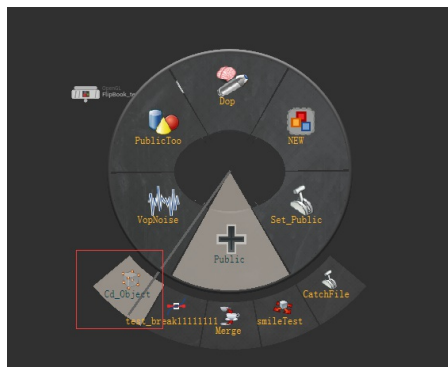 Dop
FlipBook_te
PublicToo
NEW
VopNoise
Set_Public
Public
Cd_Object
CatchFile
test_break11111111
smileTest
Merge